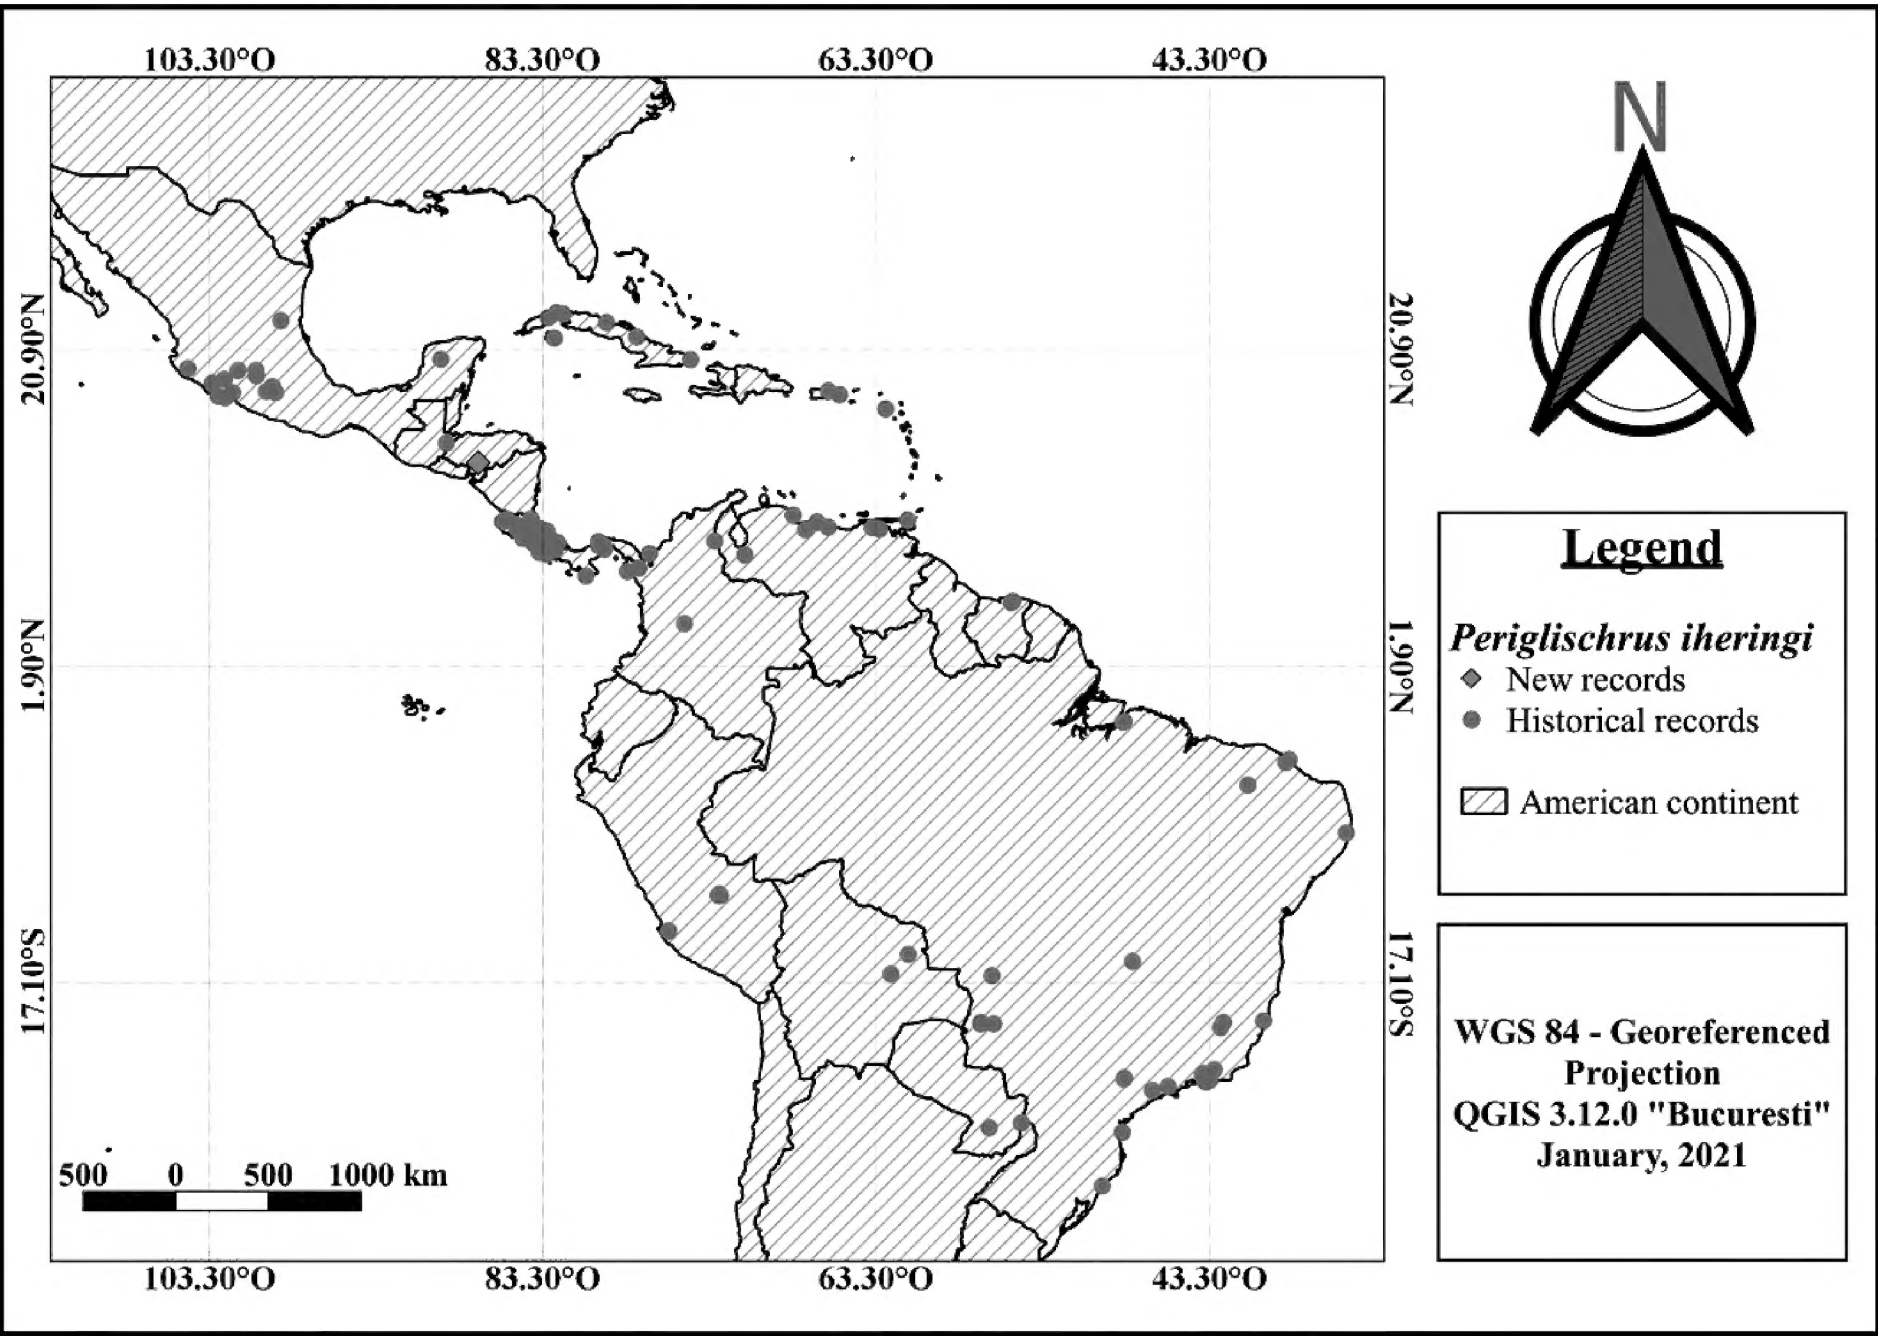 103.30°O 83.30°O 63.30°O 43.30°O
N
20.90°N
20.90°N
1.90°N
1.90°N
17.10°S
17.10°S
Legend
Periglischrus iheringi
New records
Historical records
American continent
WGS 84 - Georeferenced
Projection
QGIS 3.12.0 "Bucuresti"
January, 2021
500 0 500 1000 km
103.30°O 83.30°O 63.30°O 43.30°O